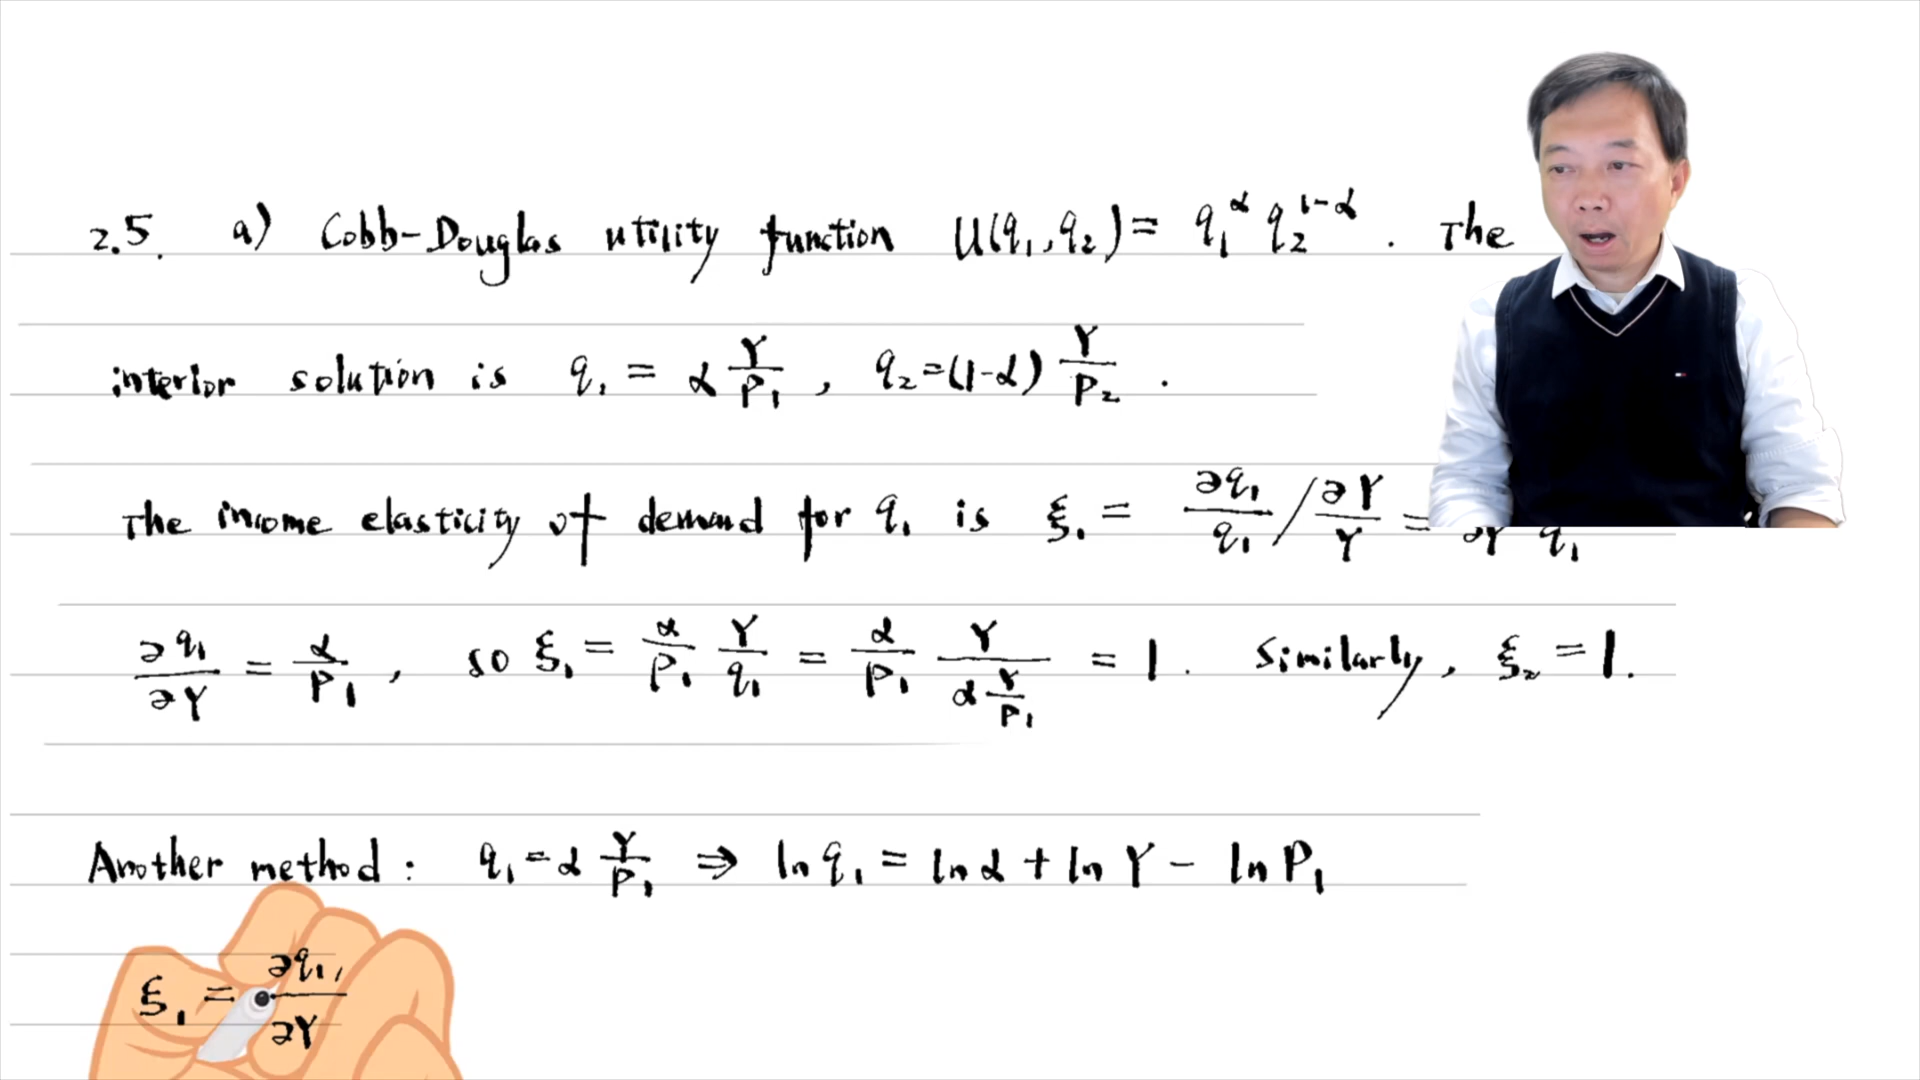 2.5. a) Cobb-Douglas utility function U(q₁,q₂) = q₁^α q₂^(1-α). The
interior solution is q₁ = α Y/P₁, q₂=(1-α) Y/P₂.
The income elasticity of demand for q₁ is ξ₁ = ∂q₁/q₁ / ∂Y/Y = ∂Y q₁
∂q₁/∂Y = α/P₁, so ξ₁ = α/P₁ Y/q₁ = α/P₁ Y/(α Y/P₁) = 1. Similarly, ξ₂ = 1.
Another method: q₁ = α Y/P₁ ⇒ ln q₁ = ln α + ln Y - ln P₁
ξ₁ = ∂q₁/∂Y